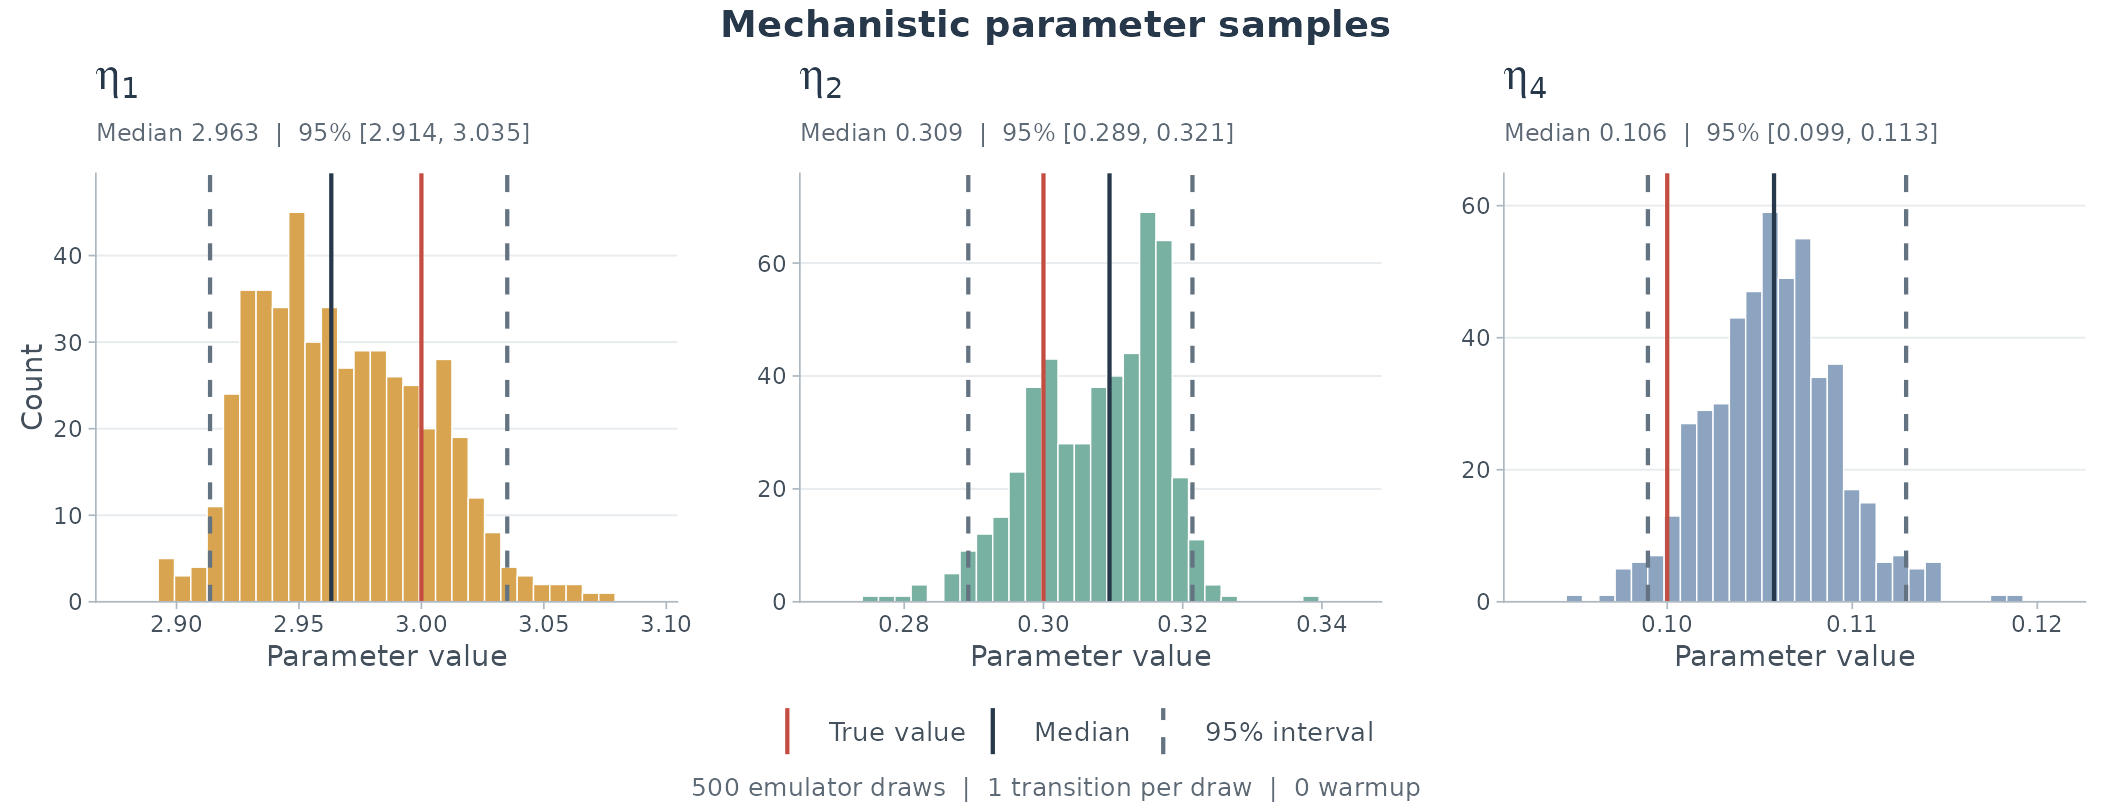 Mechanistic parameter samples
η1
Median 2.963 | 95% [2.914, 3.035]
Count
0
10
20
30
40
2.90 2.95 3.00 3.05 3.10
Parameter value
η2
Median 0.309 | 95% [0.289, 0.321]
0
20
40
60
0.28 0.30 0.32 0.34
Parameter value
η4
Median 0.106 | 95% [0.099, 0.113]
0
20
40
60
0.10 0.11 0.12
Parameter value
True value Median 95% interval
500 emulator draws | 1 transition per draw | 0 warmup